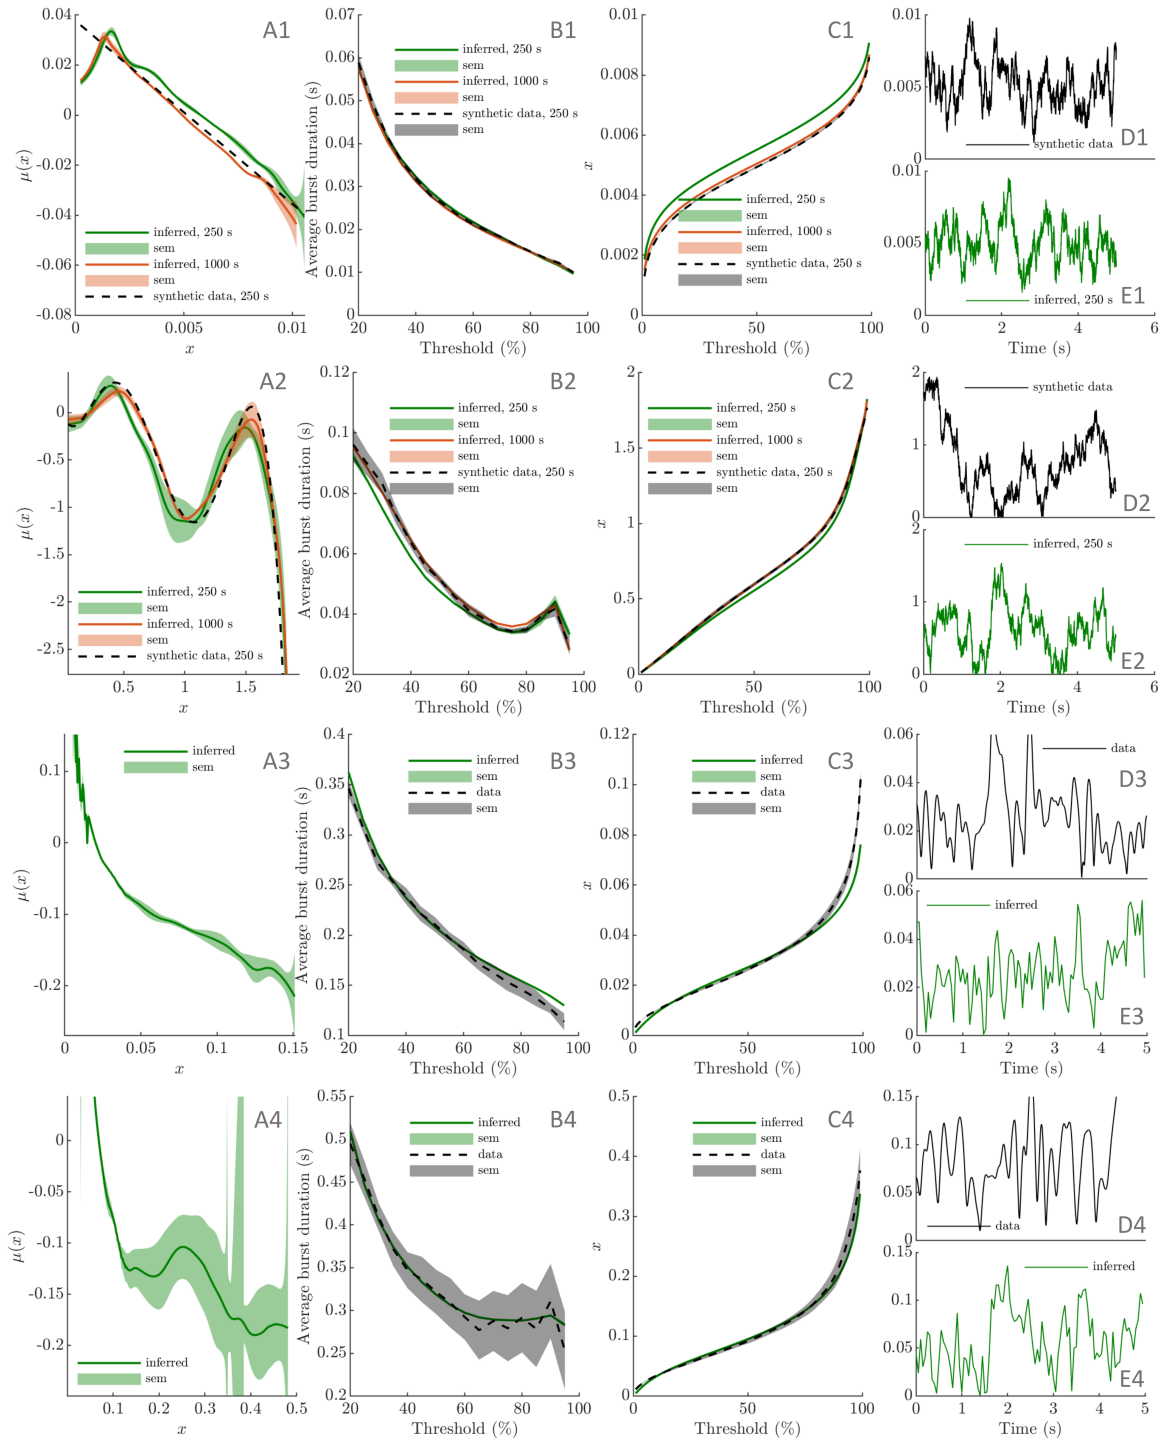 A1
0.04
0.02
0
-0.02
-0.04
-0.06
-0.08
μ(x)
inferred, 250 s
sem
inferred, 1000 s
sem
synthetic data, 250 s
0
0.005
0.01
x
B1
0.07
0.06
0.05
0.04
0.03
0.02
0.01
0
Average burst duration (s)
inferred, 250 s
sem
inferred, 1000 s
sem
synthetic data, 250 s
sem
20
40
60
80
100
Threshold (%)
C1
0.01
0.008
0.006
0.004
0.002
0
x
inferred, 250 s
sem
inferred, 1000 s
sem
synthetic data, 250 s
sem
0
50
100
Threshold (%)
0.01
0.005
0
synthetic data
D1
0.01
0.005
0
inferred, 250 s
E1
0
2
4
6
Time (s)
A2
0
-0.5
-1
-1.5
-2
-2.5
μ(x)
inferred, 250 s
sem
inferred, 1000 s
sem
synthetic data, 250 s
0.5
1
1.5
x
B2
0.12
0.1
0.08
0.06
0.04
0.02
Average burst duration (s)
inferred, 250 s
sem
inferred, 1000 s
sem
synthetic data, 250 s
sem
20
40
60
80
100
Threshold (%)
C2
2
1.5
1
0.5
0
x
inferred, 250 s
sem
inferred, 1000 s
sem
synthetic data, 250 s
sem
0
50
100
Threshold (%)
2
1
0
synthetic data
D2
2
1
0
inferred, 250 s
E2
0
2
4
6
Time (s)
A3
0.1
0
-0.1
-0.2
μ(x)
inferred
sem
0
0.05
0.1
0.15
x
B3
0.4
0.35
0.3
0.25
0.2
0.15
0.1
Average burst duration (s)
inferred
sem
data
sem
20
40
60
80
100
Threshold (%)
C3
0.12
0.1
0.08
0.06
0.04
0.02
0
x
inferred
sem
data
sem
0
50
100
Threshold (%)
0.06
0.04
0.02
0
data
D3
0.06
0.04
0.02
0
inferred
E3
0
1
2
3
4
5
Time (s)
A4
0
-0.05
-0.1
-0.15
-0.2
μ(x)
inferred
sem
0.1
0.2
0.3
0.4
0.5
x
B4
0.55
0.5
0.45
0.4
0.35
0.3
0.25
0.2
Average burst duration (s)
inferred
sem
data
sem
20
40
60
80
100
Threshold (%)
C4
0.5
0.4
0.3
0.2
0.1
0
x
inferred
sem
data
sem
0
50
100
Threshold (%)
0.15
0.1
0.05
0
data
D4
0.15
0.1
0.05
0
inferred
E4
0
1
2
3
4
5
Time (s)